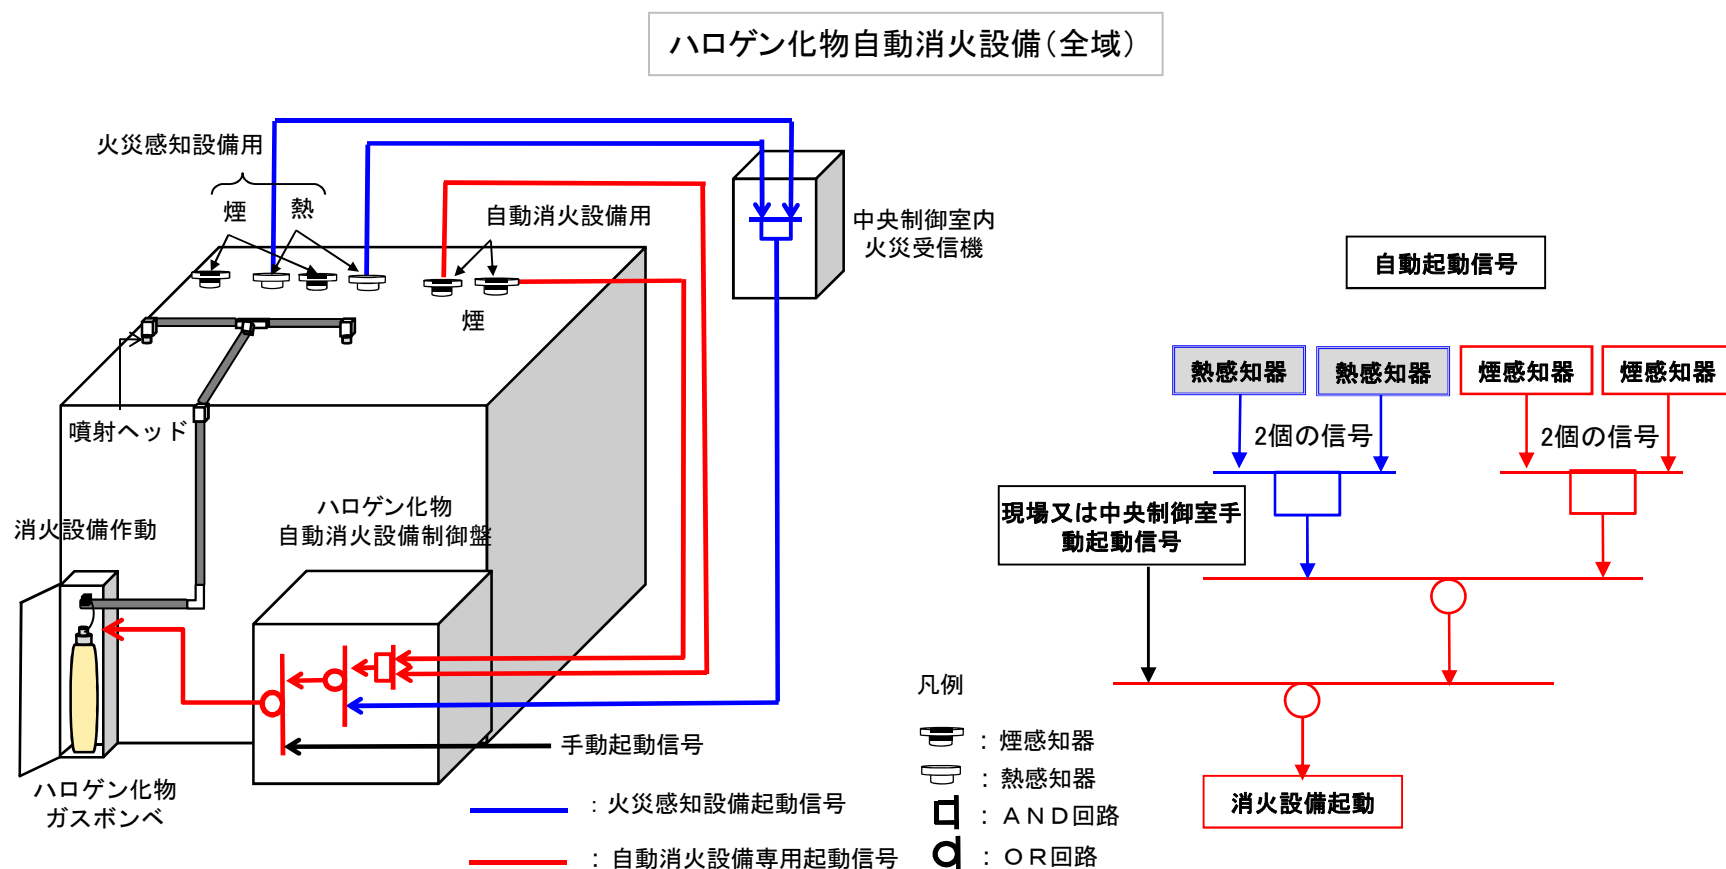 ハロゲン化物自動消火設備(全域)
火災感知設備用
煙
熱
自動消火設備用
煙
中央制御室内
火災受信機
噴射ヘッド
消火設備作動
ハロゲン化物
自動消火設備制御盤
手動起動信号
ハロゲン化物
ガスボンベ
：火災感知設備起動信号
：自動消火設備専用起動信号
凡例
：煙感知器
：熱感知器
：ＡＮＤ回路
：ＯＲ回路
自動起動信号
熱感知器
熱感知器
煙感知器
煙感知器
2個の信号
2個の信号
現場又は中央制御室手
動起動信号
消火設備起動